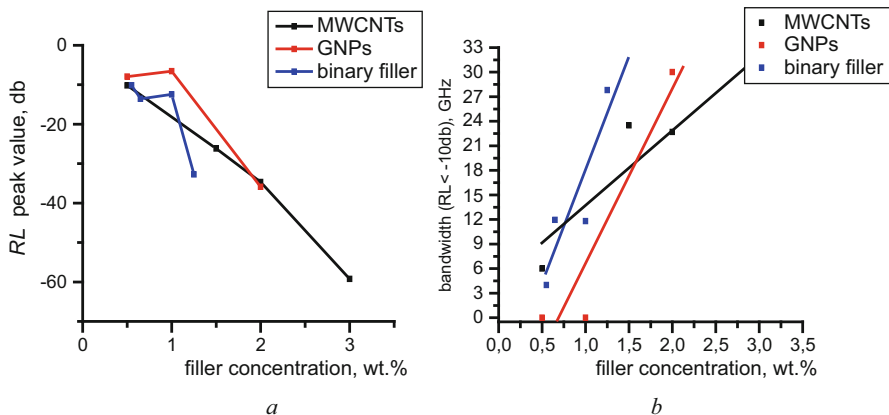 MWCNTs
GNPs
binary filler
0
-20
-40
-60
RL peak value, db
0
1
2
3
filler concentration, wt.%
a
MWCNTs
GNPs
binary filler
33
30
27
24
21
18
15
12
9
6
3
0
bandwidth (RL < -10db), GHz
0,0
0,5
1,0
1,5
2,0
2,5
3,0
3,5
filler concentration, wt.%
b